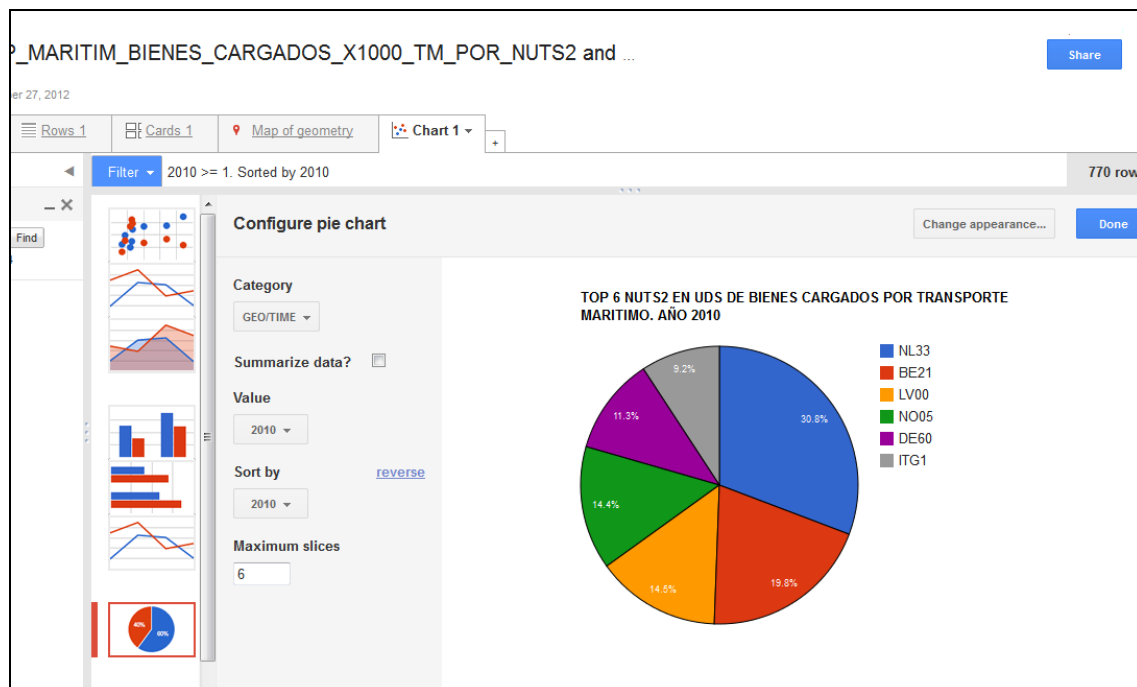 P_MARITIM_BIENES_CARGADOS_X1000_TM_POR_NUTS2 and ...
Share
er 27, 2012
Rows 1
Cards 1
Map of geometry
Chart 1
+
Filter
2010 >= 1. Sorted by 2010
770 row
Find
Configure pie chart
Change appearance...
Done
Category
GEO/TIME
Summarize data?
Value
2010
Sort by
reverse
2010
Maximum slices
6
40%
60%
TOP 6 NUTS2 EN UDS DE BIENES CARGADOS POR TRANSPORTE
MARITIMO. AÑO 2010
9.2%
11.3%
30.8%
14.4%
14.5%
19.8%
NL33
BE21
LV00
NO05
DE60
ITG1